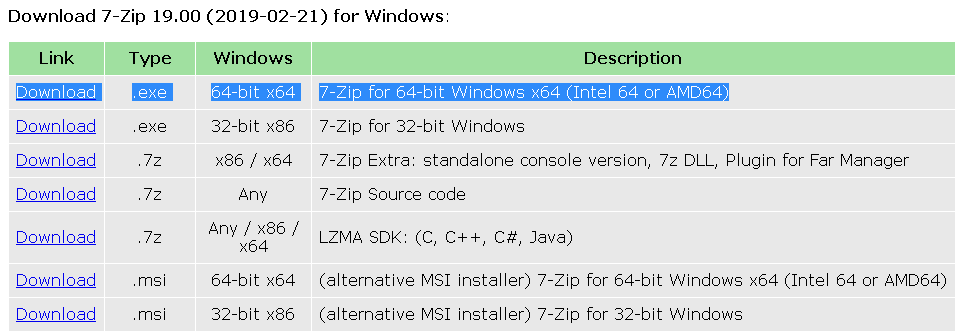 Download 7-Zip 19.00 (2019-02-21) for Windows:
Link Type Windows Description
Download .exe 64-bit x64 7-Zip for 64-bit Windows x64 (Intel 64 or AMD64)
Download .exe 32-bit x86 7-Zip for 32-bit Windows
Download .7z x86 / x64 7-Zip Extra: standalone console version, 7z DLL, Plugin for Far Manager
Download .7z Any 7-Zip Source code
Download .7z Any / x86 / x64 LZMA SDK: (C, C++, C#, Java)
Download .msi 64-bit x64 (alternative MSI installer) 7-Zip for 64-bit Windows x64 (Intel 64 or AMD64)
Download .msi 32-bit x86 (alternative MSI installer) 7-Zip for 32-bit Windows